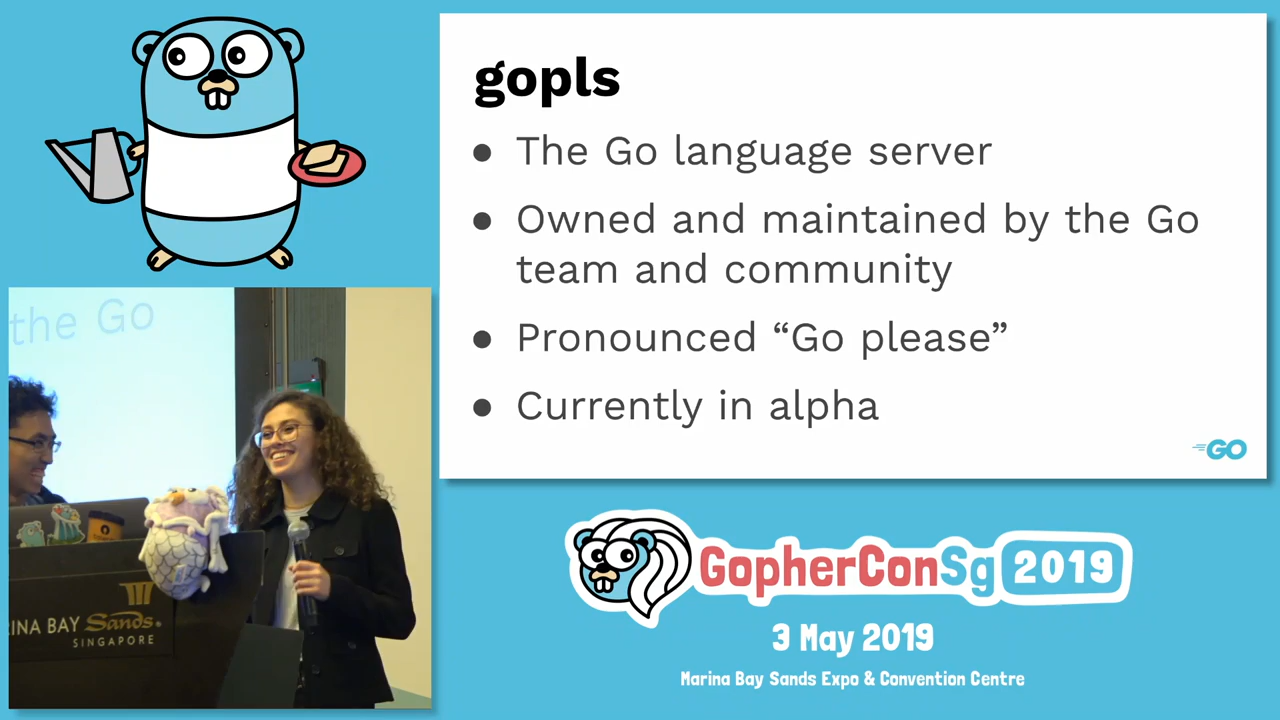 gopls
● The Go language server
● Owned and maintained by the Go
team and community
● Pronounced “Go please”
● Currently in alpha
GO
the Go
RINA BAY Sands®
SINGAPORE
GopherConSg 2019
3 May 2019
Marina Bay Sands Expo & Convention Centre